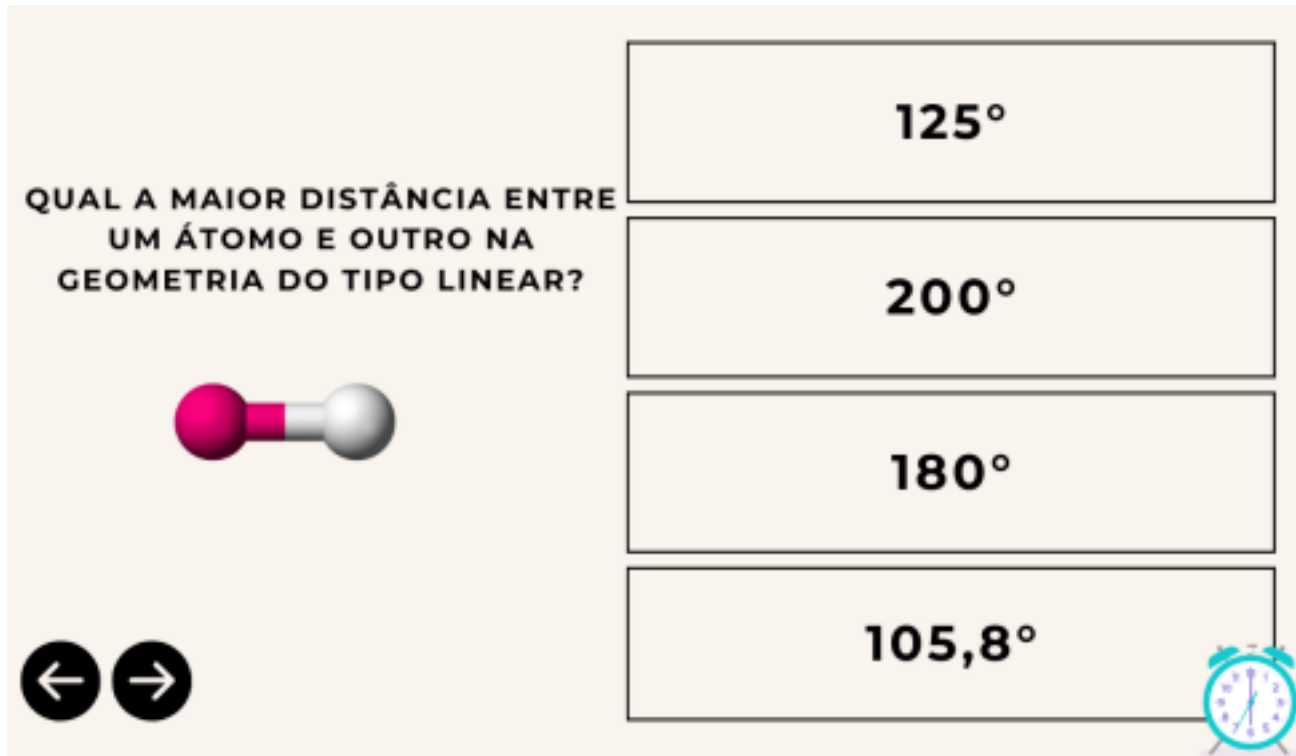 QUAL A MAIOR DISTÂNCIA ENTRE
UM ÁTOMO E OUTRO NA
GEOMETRIA DO TIPO LINEAR?
125°
200°
180°
105,8°